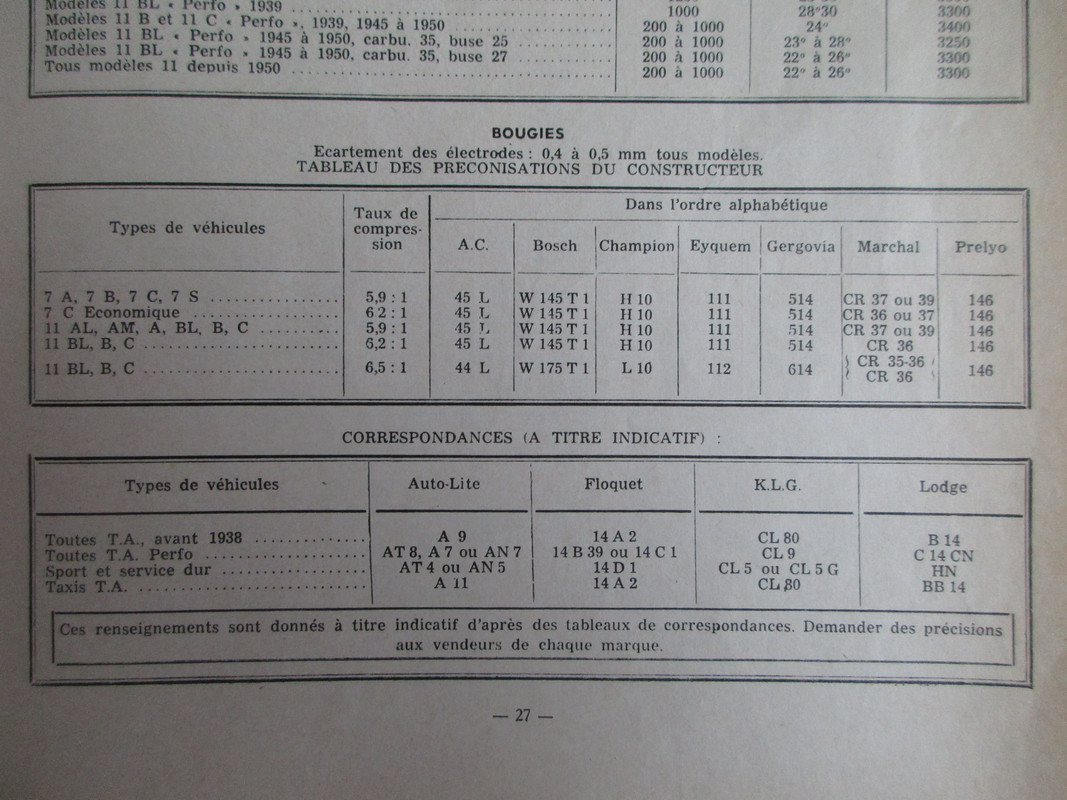 Modèles 11 BL « Perfo » 1939 ............ 1000 28°30 3300
Modèles 11 B et 11 C « Perfo », 1939, 1945 à 1950 ............ 200 à 1000 24° 3400
Modèles 11 BL « Perfo » 1945 à 1950, carbu. 35, buse 25 ............ 200 à 1000 23° à 28° 3250
Modèles 11 BL « Perfo » 1945 à 1950, carbu. 35, buse 27 ............ 200 à 1000 22° à 26° 3300
Tous modèles 11 depuis 1950 ............ 200 à 1000 22° à 26° 3300
BOUGIES
Ecartement des électrodes : 0,4 à 0,5 mm tous modèles.
TABLEAU DES PRECONISATIONS DU CONSTRUCTEUR
Types de véhicules
Taux de
compres-
sion
Dans l'ordre alphabétique
A.C. Bosch Champion Eyquem Gergovia Marchal Prelyo
7 A, 7 B, 7 C, 7 S ............ 5,9 : 1 45 L W 145 T 1 H 10 111 514 CR 37 ou 39 146
7 C Economique ............ 6 2 : 1 45 L W 145 T 1 H 10 111 514 CR 36 ou 37 146
11 AL, AM, A, BL, B, C ............ 5,9 : 1 45 L W 145 T 1 H 10 111 514 CR 37 ou 39 146
11 BL, B, C ............ 6,2 : 1 45 L W 145 T 1 H 10 111 514 CR 36 146
11 BL, B, C ............ 6,5 : 1 44 L W 175 T 1 L 10 112 614 CR 35-36 146
CR 36
CORRESPONDANCES (A TITRE INDICATIF) :
Types de véhicules Auto-Lite Floquet K.L.G. Lodge
Toutes T.A., avant 1938 ............ A 9 14 A 2 CL 80 B 14
Toutes T.A. Perfo ............ AT 8, A 7 ou AN 7 14 B 39 ou 14 C 1 CL 9 C 14 CN
Sport et service dur ............ AT 4 ou AN 5 14 D 1 CL 5 ou CL 5 G HN
Taxis T.A. ............ A 11 14 A 2 CL 80 BB 14
Ces renseignements sont donnés à titre indicatif d'après des tableaux de correspondances. Demander des précisions
aux vendeurs de chaque marque.
— 27 —